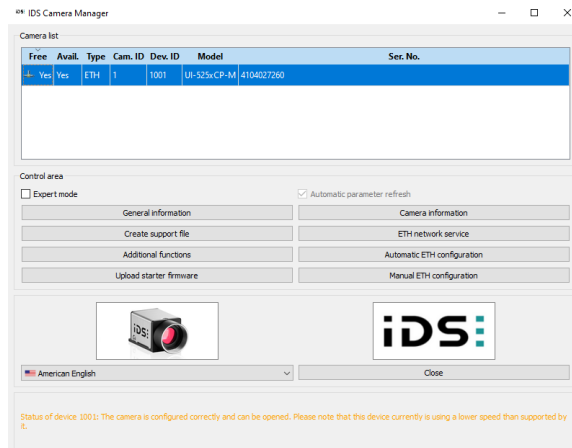 IDS Camera Manager
Camera list
Free Avail. Type Cam. ID Dev. ID Model Ser. No.
Yes Yes ETH 1 1001 UI-525xCP-M 4104027260
Control area
Expert mode Automatic parameter refresh
General information Camera information
Create support file ETH network service
Additional functions Automatic ETH configuration
Upload starter firmware Manual ETH configuration
iDS: iDS:
American English Close
Status of device 1001: The camera is configured correctly and can be opened. Please note that this device currently is using a lower speed than supported by
it.